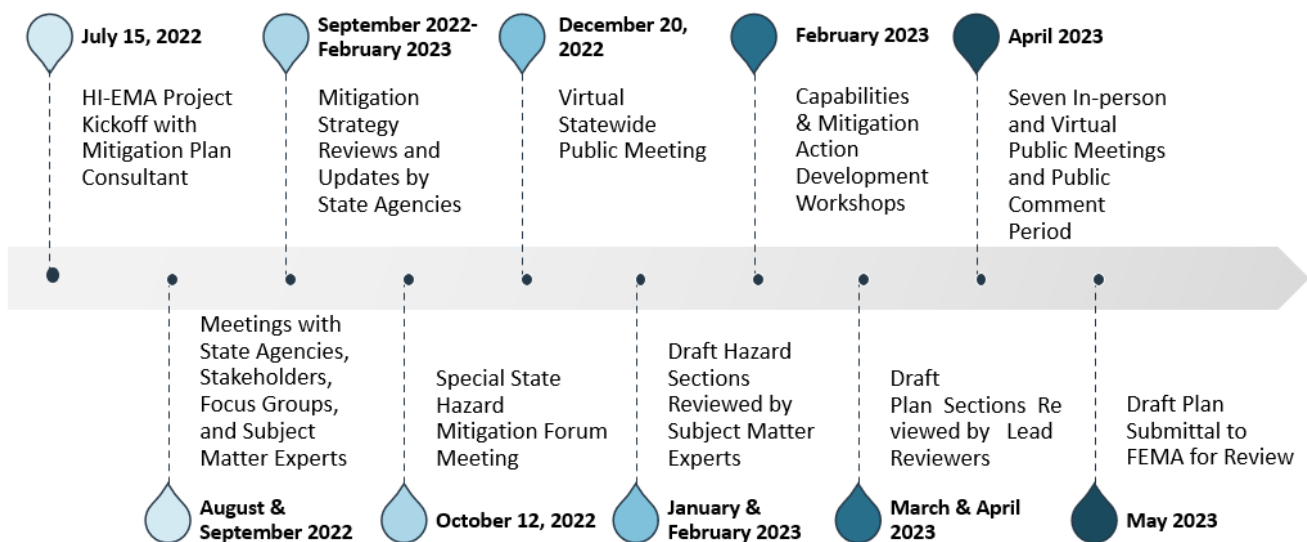 July 15, 2022
HI-EMA Project
Kickoff with
Mitigation Plan
Consultant
September 2022-
February 2023
Mitigation
Strategy
Reviews and
Updates by
State Agencies
December 20,
2022
Virtual
Statewide
Public Meeting
February 2023
Capabilities
& Mitigation
Action
Development
Workshops
April 2023
Seven In-person
and Virtual
Public Meetings
and Public
Comment
Period
Meetings with
State Agencies,
Stakeholders,
Focus Groups,
and Subject
Matter Experts
August &
September 2022
Special State
Hazard
Mitigation Forum
Meeting
October 12, 2022
Draft Hazard
Sections
Reviewed by
Subject Matter
Experts
January &
February 2023
Draft
Plan Sections Re
viewed by Lead
Reviewers
March & April
2023
Draft Plan
Submittal to
FEMA for Review
May 2023